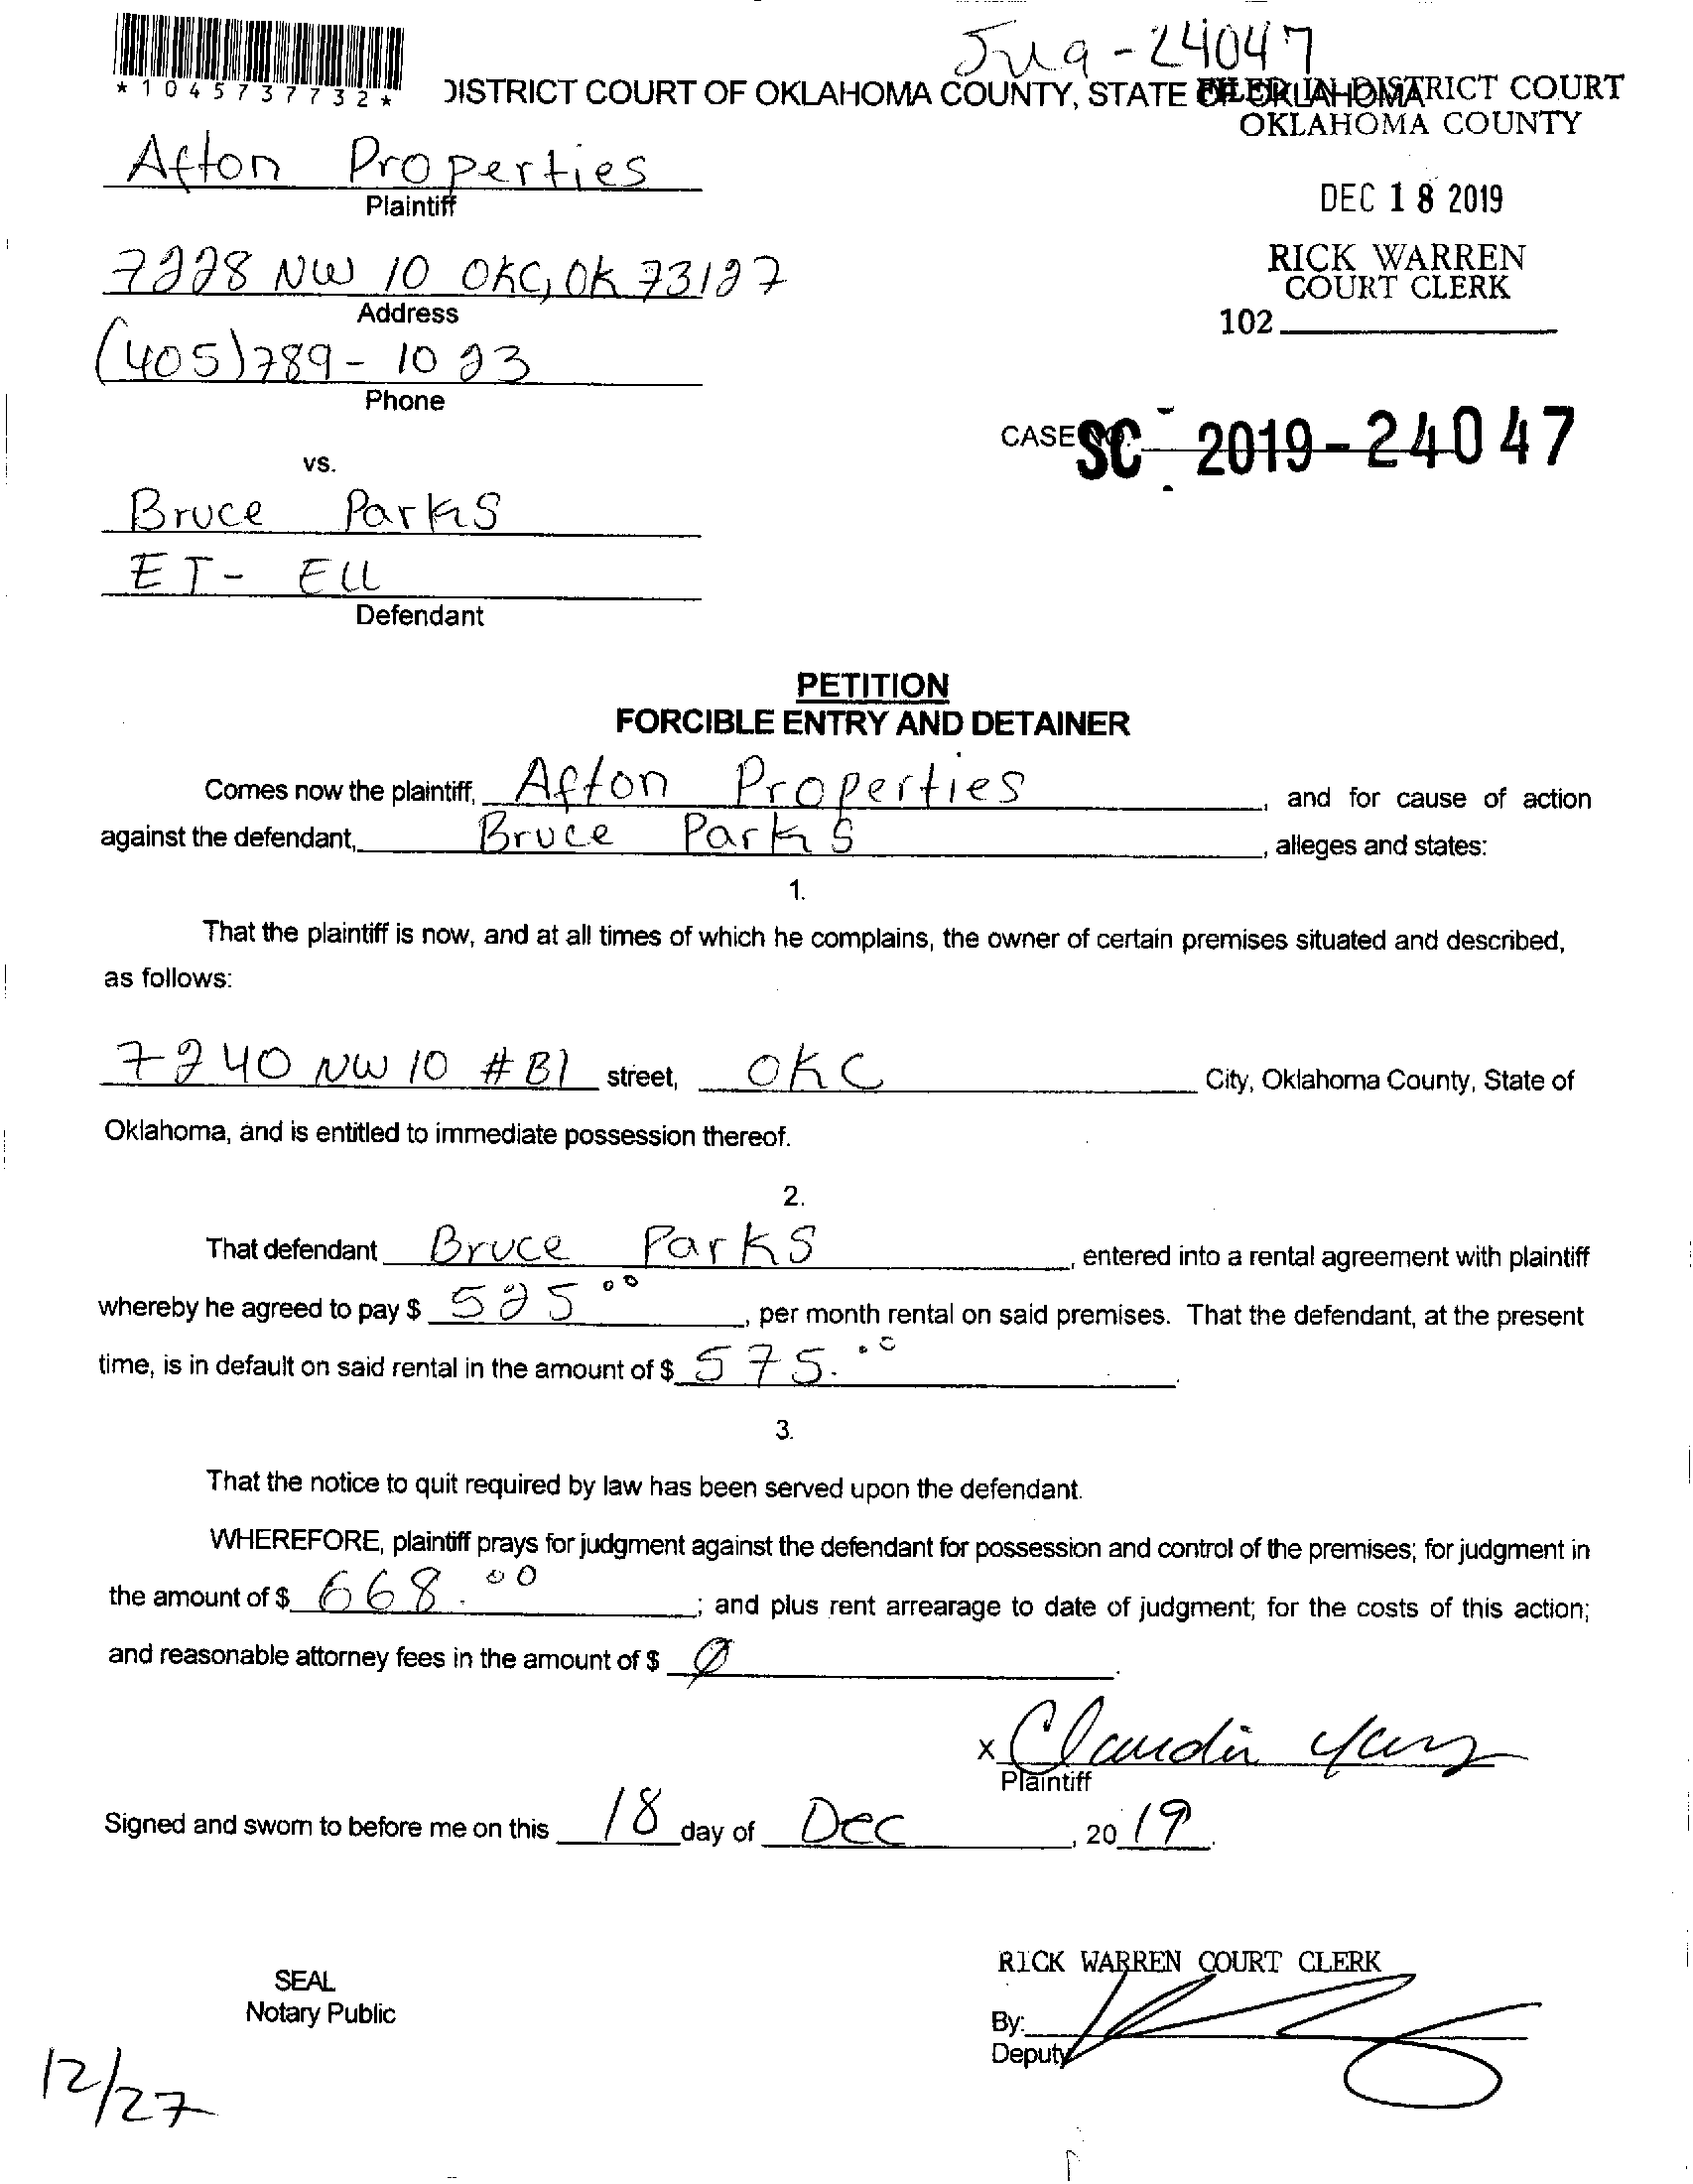 Jug-24047
*1045737732*
DISTRICT COURT OF OKLAHOMA COUNTY, STATE OF OKLAHOMA
FILED IN DISTRICT COURT
OKLAHOMA COUNTY
Afton Properties
Plaintiff
DEC 18 2019
7228 NW 10 OKC, OK 73127
Address
RICK WARREN
COURT CLERK
102
(405)789-1023
Phone
CASE NO. SC-2019-24047
vs.
Bruce Parks
ET-Ell
Defendant
PETITION
FORCIBLE ENTRY AND DETAINER
Comes now the plaintiff, Afton Properties, and for cause of action
against the defendant, Bruce Parks, alleges and states:
1.
That the plaintiff is now, and at all times of which he complains, the owner of certain premises situated and described,
as follows:
7240 NW 10 #B1 street, OKC City, Oklahoma County, State of
Oklahoma, and is entitled to immediate possession thereof.
2.
That defendant Bruce Parks, entered into a rental agreement with plaintiff
whereby he agreed to pay $ 525.00, per month rental on said premises. That the defendant, at the present
time, is in default on said rental in the amount of $ 575.00.
3.
That the notice to quit required by law has been served upon the defendant.
WHEREFORE, plaintiff prays for judgment against the defendant for possession and control of the premises; for judgment in
the amount of $ 668.00; and plus rent arrearage to date of judgment; for the costs of this action;
and reasonable attorney fees in the amount of $ Ø.
x Claudia
Plaintiff
Signed and sworn to before me on this 18 day of Dec, 2019.
RICK WARREN COURT CLERK
SEAL
Notary Public
By:
Deputy
12/27